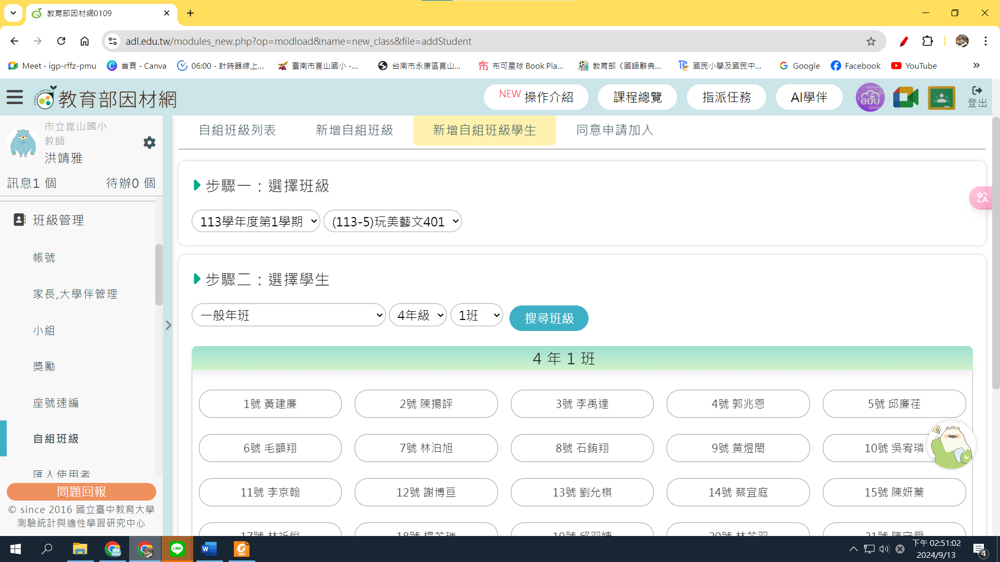 教育部因材網0109
adl.edu.tw/modules_new.php?op=modload&name=new_class&file=addStudent
Meet - igp-rffz-pmu
首頁 - Canva
06:00 - 計時器線上...
臺南市崑山國小 -...
台南市永康區崑山...
布可星球 Book Pla...
教育部《國語辭典...
國民小學及國民中...
Google
Facebook
YouTube
教育部因材網
NEW 操作介紹
課程總覽
指派任務
AI學伴
登出
市立崑山國小
教師
洪靖雅
訊息1 個
待辦0 個
班級管理
帳號
家長,大學伴管理
小組
獎勵
座號速編
自組班級
匯入使用者
問題回報
© since 2016 國立臺中教育大學
測驗統計與適性學習研究中心
自組班級列表
新增自組班級
新增自組班級學生
同意申請加入
步驟一：選擇班級
113學年度第1學期
(113-5)玩美藝文401
步驟二：選擇學生
一般年班
4年級
1班
搜尋班級
4 年 1 班
1號 黃建廉
2號 陳揚評
3號 李禹達
4號 郭兆恩
5號 邱廉荏
6號 毛顗翔
7號 林泊旭
8號 石銪翔
9號 黃煜閎
10號 吳宥璘
11號 李京翰
12號 謝博亘
13號 劉允棋
14號 蔡宜庭
15號 陳妍蓁
下午 02:51:02
2024/9/13
4